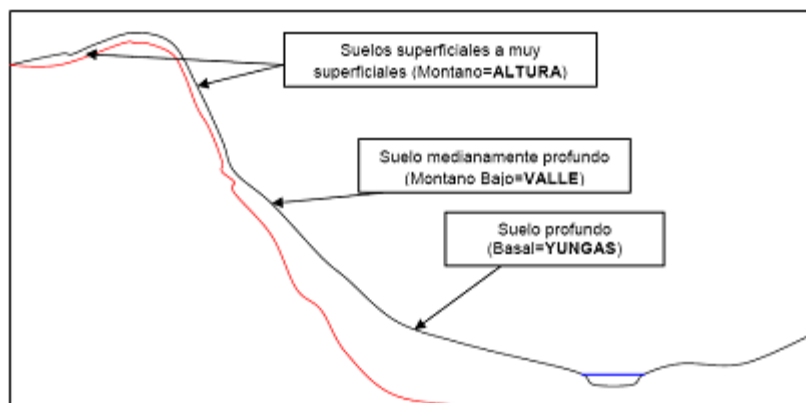 Suelos superficiales a muy
superficiales (Montano=ALTURA)
Suelo medianamente profundo
(Montano Bajo=VALLE)
Suelo profundo
(Basal=YUNGAS)